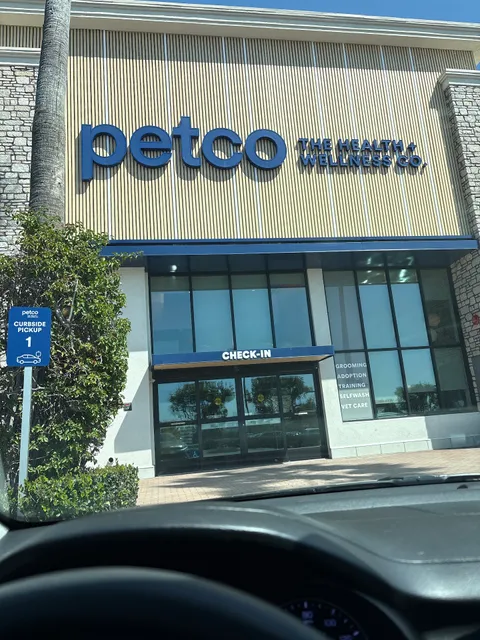 petco
THE HEALTH +
WELLNESS CO.
petco
CURBSIDE
PICKUP
1
CHECK-IN
GROOMING
ADOPTION
TRAINING
SELFWASH
VET CARE